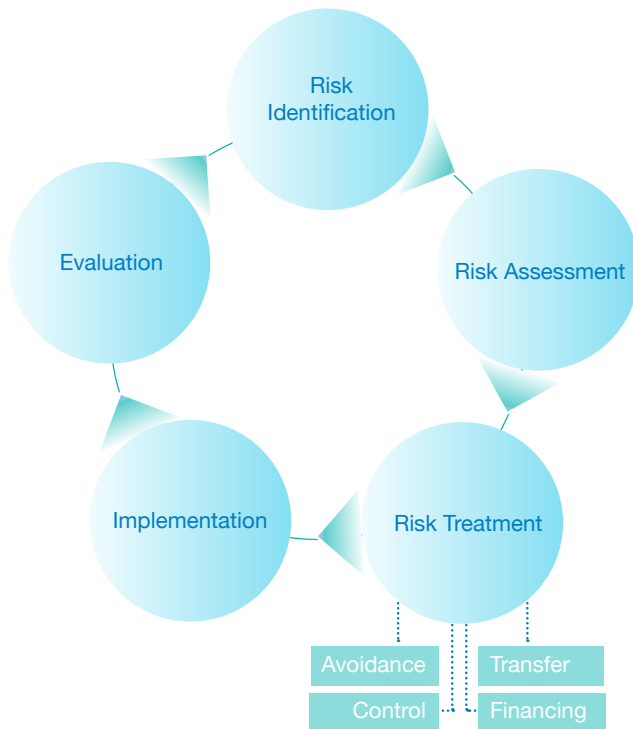 Risk
Identification
Evaluation
Risk Assessment
Implementation
Risk Treatment
Avoidance
Transfer
Control
Financing